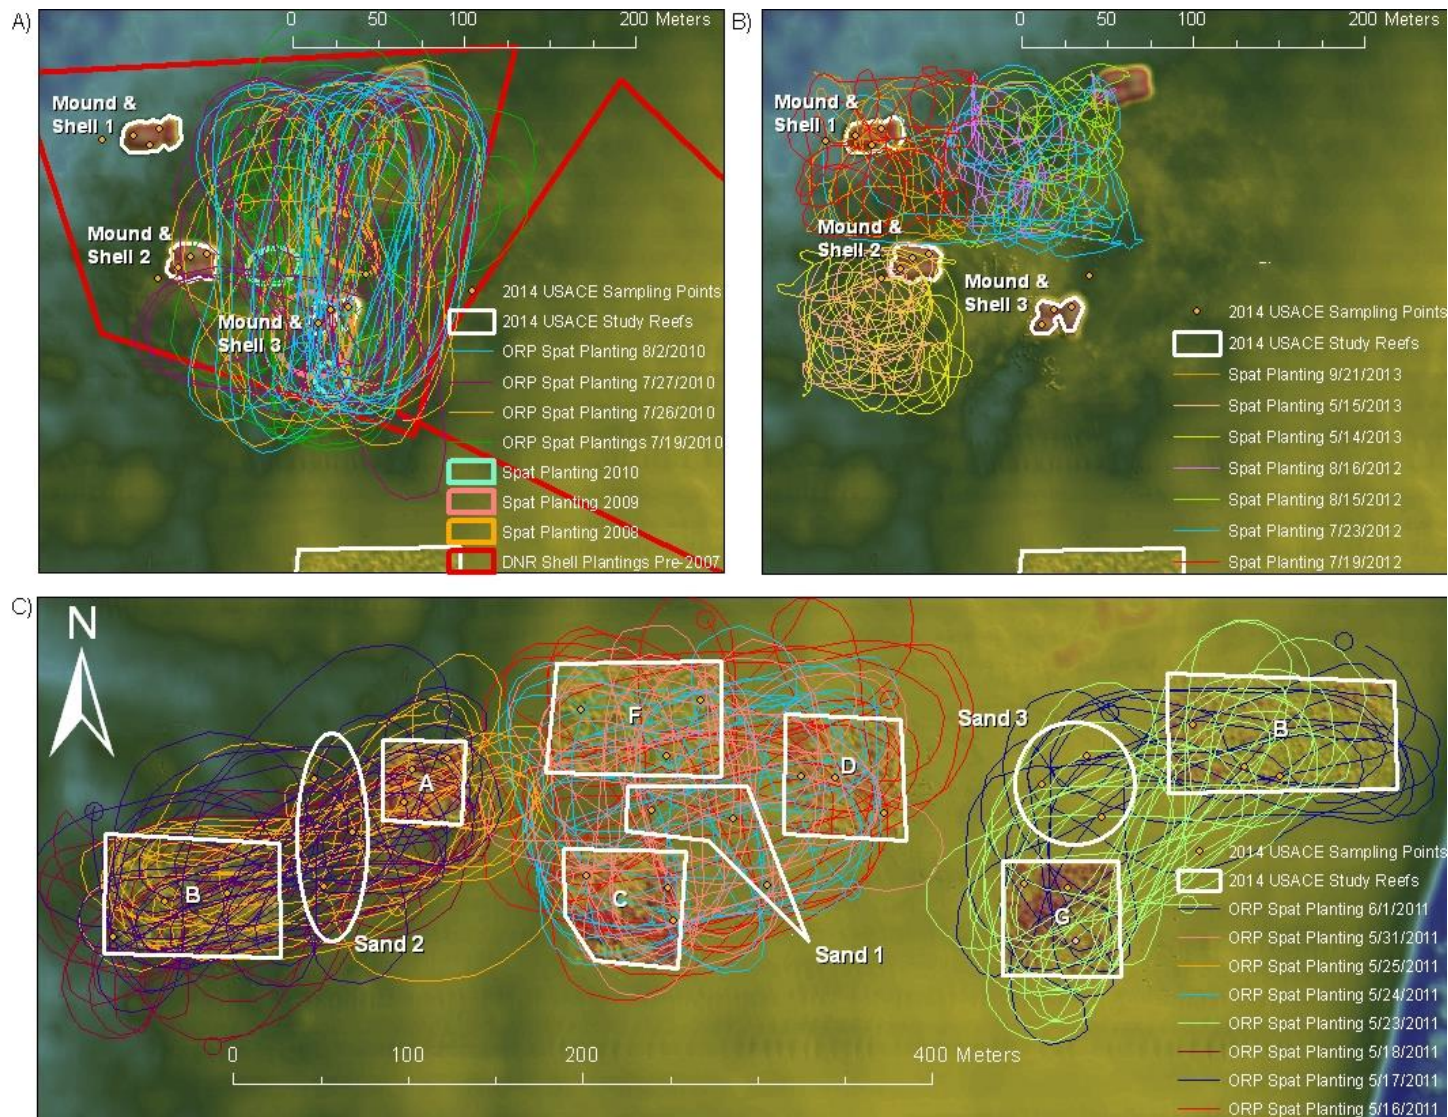 A)
0 50 100 200 Meters
Mound &
Shell 1
Mound &
Shell 2
Mound &
Shell 3
2014 USACE Sampling Points
2014 USACE Study Reefs
ORP Spat Planting 8/2/2010
ORP Spat Planting 7/27/2010
ORP Spat Planting 7/26/2010
ORP Spat Plantings 7/19/2010
Spat Planting 2010
Spat Planting 2009
Spat Planting 2008
DNR Shell Plantings Pre-2007
B)
0 50 100 200 Meters
Mound &
Shell 1
Mound &
Shell 2
Mound &
Shell 3
2014 USACE Sampling Points
2014 USACE Study Reefs
Spat Planting 9/21/2013
Spat Planting 5/15/2013
Spat Planting 5/14/2013
Spat Planting 8/16/2012
Spat Planting 8/15/2012
Spat Planting 7/23/2012
Spat Planting 7/19/2012
C)
N
B
A
Sand 2
F
D
C
Sand 1
Sand 3
B
G
0 100 200 400 Meters
2014 USACE Sampling Points
2014 USACE Study Reefs
ORP Spat Planting 6/1/2011
ORP Spat Planting 5/31/2011
ORP Spat Planting 5/25/2011
ORP Spat Planting 5/24/2011
ORP Spat Planting 5/23/2011
ORP Spat Planting 5/18/2011
ORP Spat Planting 5/17/2011
ORP Spat Planting 5/16/2011